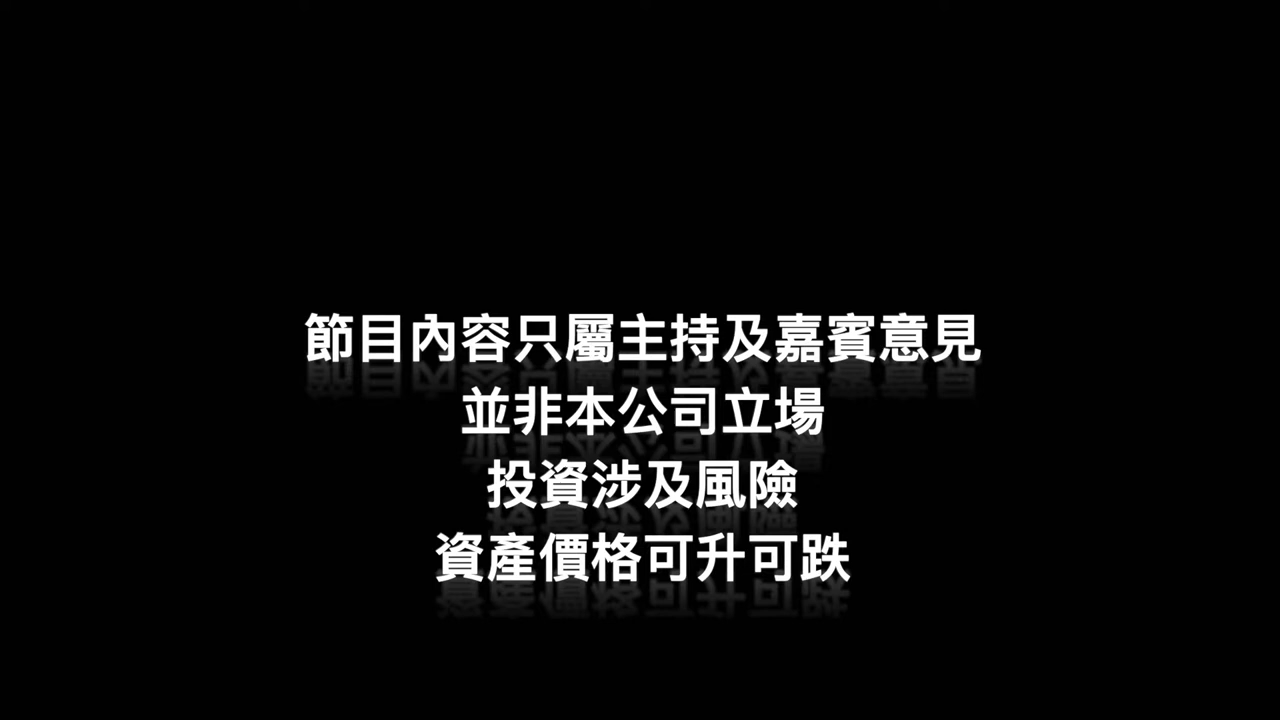 節目內容只屬主持及嘉賓意見
並非本公司立場
投資涉及風險
資產價格可升可跌